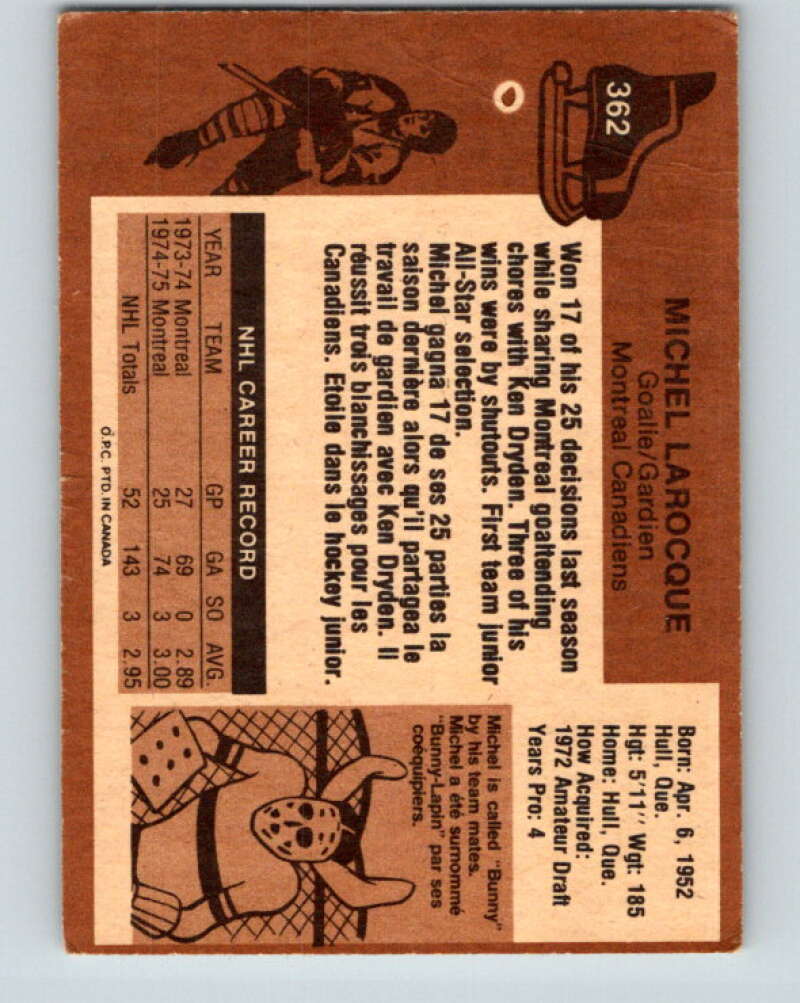 362
MICHEL LAROCQUE
Goalie/Gardien
Montreal Canadiens
Born: Apr. 6, 1952
Hull, Que.
Hgt: 5'11" Wgt: 185
Home: Hull, Que.
How Acquired:
1972 Amateur Draft
Years Pro: 4
Won 17 of his 25 decisions last season
while sharing Montreal goaltending
chores with Ken Dryden. Three of his
wins were by shutouts. First team junior
All-Star selection.
Michel gagna 17 de ses 25 parties la
saison dernière alors qu'il partagea le
travail de gardien avec Ken Dryden. Il
réussit trois blanchissages pour les
Canadiens. Etoile dans le hockey junior.
NHL CAREER RECORD
YEAR TEAM GP GA SO AVG.
1973-74 Montreal 27 69 0 2.89
1974-75 Montreal 25 74 3 3.00
NHL Totals 52 143 3 2.95
O.P.C. PTD. IN CANADA
Michel is called "Bunny"
by his team mates.
Michel a été surnommé
"Bunny-Lapin" par ses
coéquipiers.